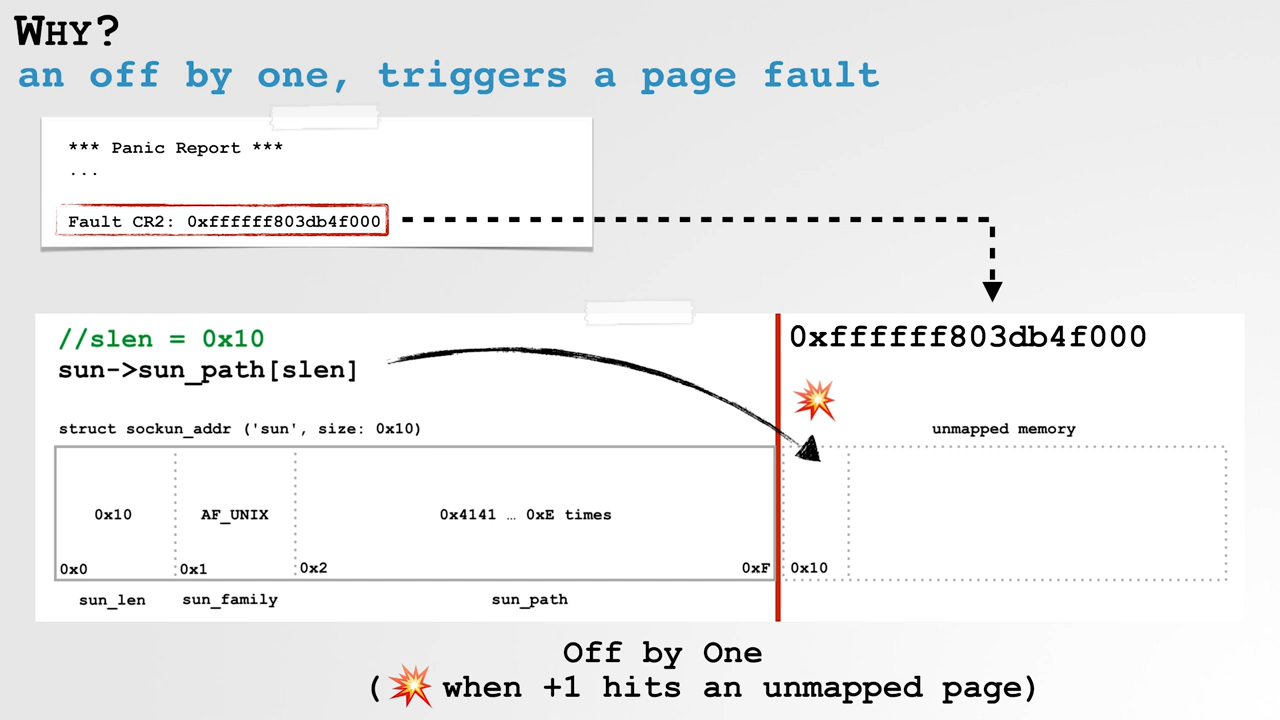 WHY?
an off by one, triggers a page fault
*** Panic Report ***
...
Fault CR2: 0xffffff803db4f000
//slen = 0x10
sun->sun_path[slen]
0xffffff803db4f000
struct sockun_addr ('sun', size: 0x10)
unmapped memory
0x10 AF_UNIX 0x4141 … 0xE times
0x0 0x1 0x2 0xF 0x10
sun_len sun_family sun_path
Off by One
(💥 when +1 hits an unmapped page)